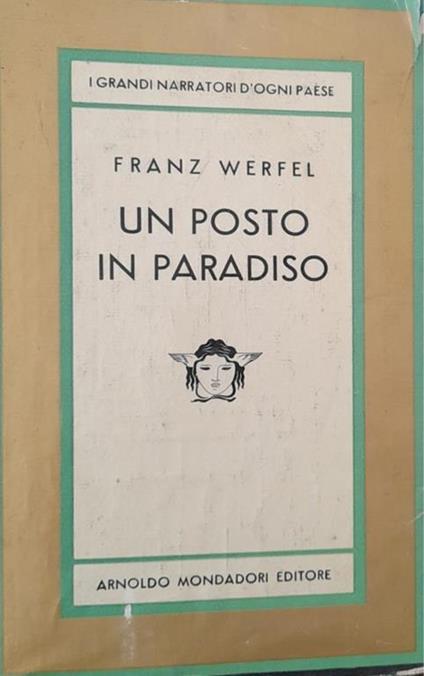 I GRANDI NARRATORI D'OGNI PAESE
FRANZ WERFEL
UN POSTO
IN PARADISO
ARNOLDO MONDADORI EDITORE